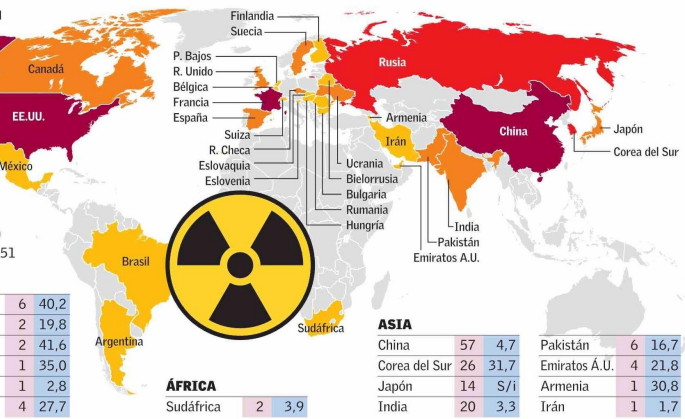 Finlandia
Suecia
P. Bajos
R. Unido
Bélgica
Francia
España
Suiza
R. Checa
Eslovaquia
Eslovenia
Canadá
EE.UU.
México
Rusia
Armenia
Irán
China
Japón
Corea del Sur
Ucrania
Bielorrusia
Bulgaria
Rumania
Hungría
India
Pakistán
Emiratos A.U.
51
Brasil
Argentina
Sudáfrica
6 40,2
2 19,8
2 41,6
1 35,0
1 2,8
4 27,7
ÁFRICA
Sudáfrica 2 3,9
ASIA
China 57 4,7
Corea del Sur 26 31,7
Japón 14 S/i
India 20 3,3
Pakistán 6 16,7
Emiratos Á.U. 4 21,8
Armenia 1 30,8
Irán 1 1,7